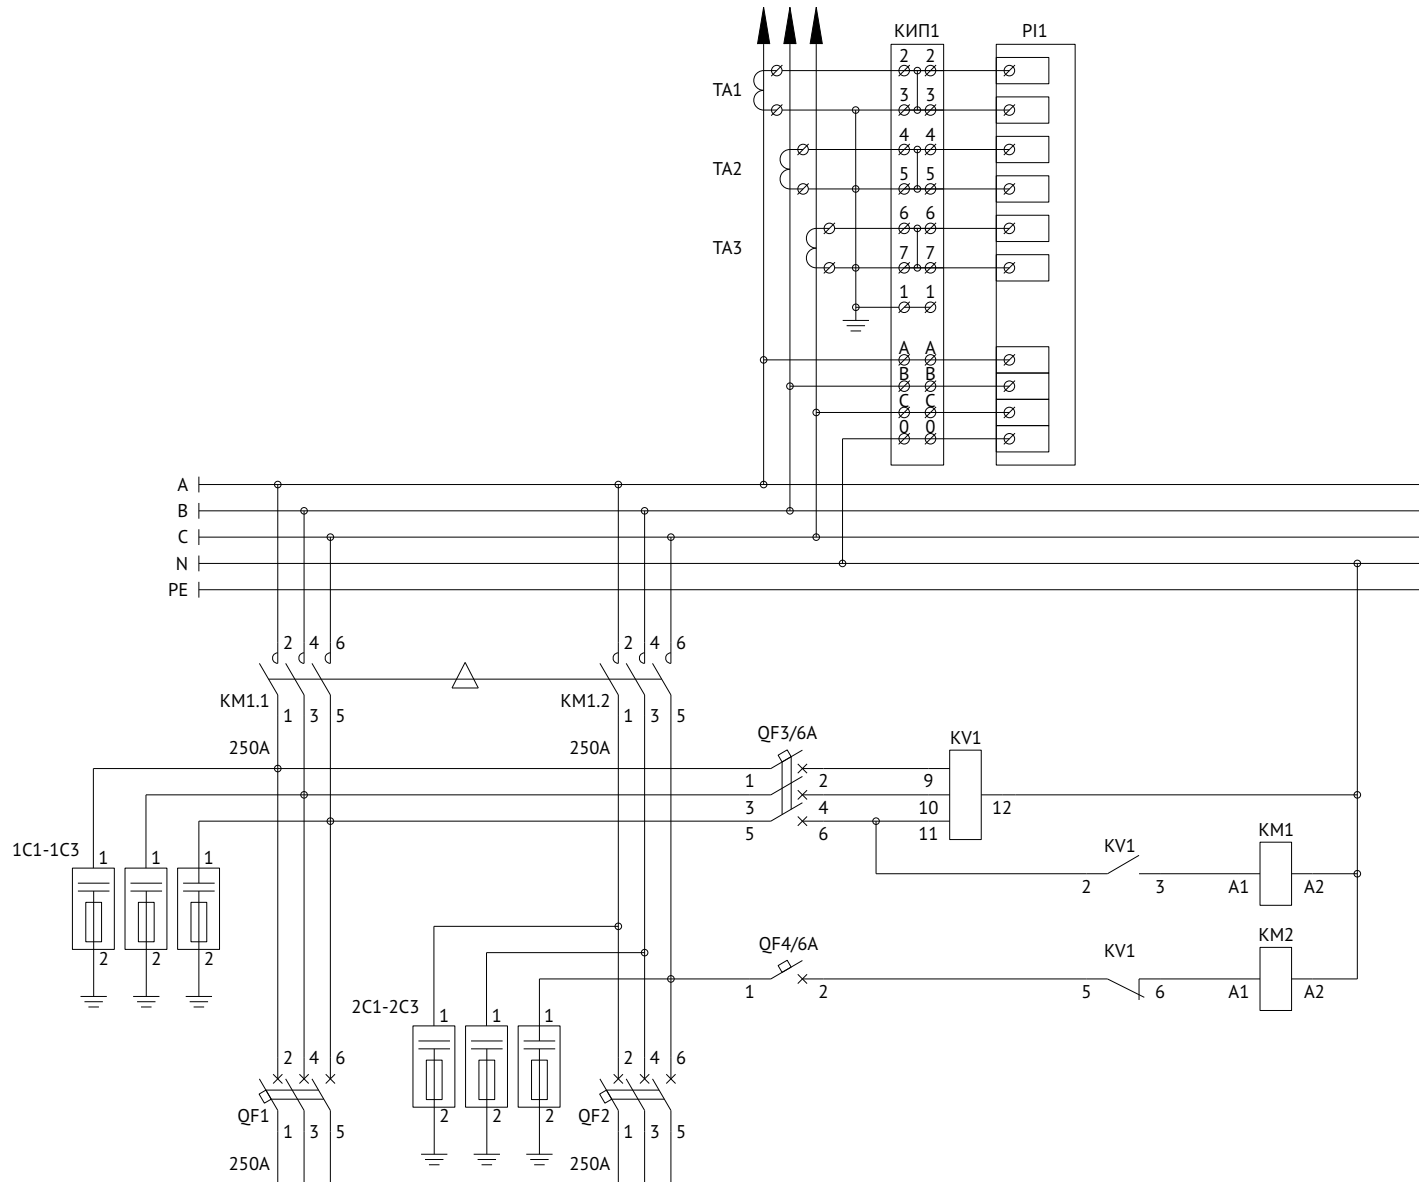 КИП1 PI1
2 2
TA1
3 3
4 4
TA2
5 5
6 6
TA3
7 7
1 1
A A
B B
C C
0 0
A
B
C
N
PE
2 4 6 2 4 6
KM1.1 KM1.2
1 3 5 1 3 5
250A 250A
QF3/6A KV1
1 2 9
3 4 10 12
5 6 11
1C1-1C3 1 1 1
KV1 KM1
2 3 A1 A2
2 2 2
QF4/6A KV1 KM2
1 2 5 6 A1 A2
2C1-2C3 1 1 1
2 4 6 2 4 6
QF1 2 2 2 QF2
1 3 5 1 3 5
250A 250A